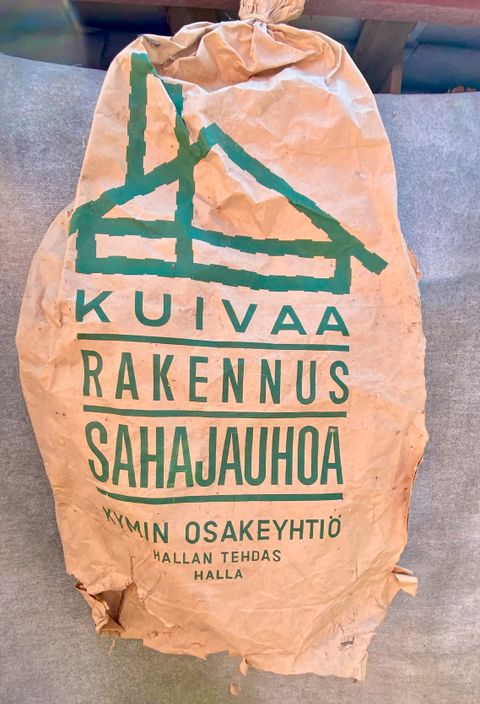 KUIVAA
RAKENNUS
SAHAJAUHOA
KYMIN OSAKEYHTIÖ
HALLAN TEHDAS
HALLA